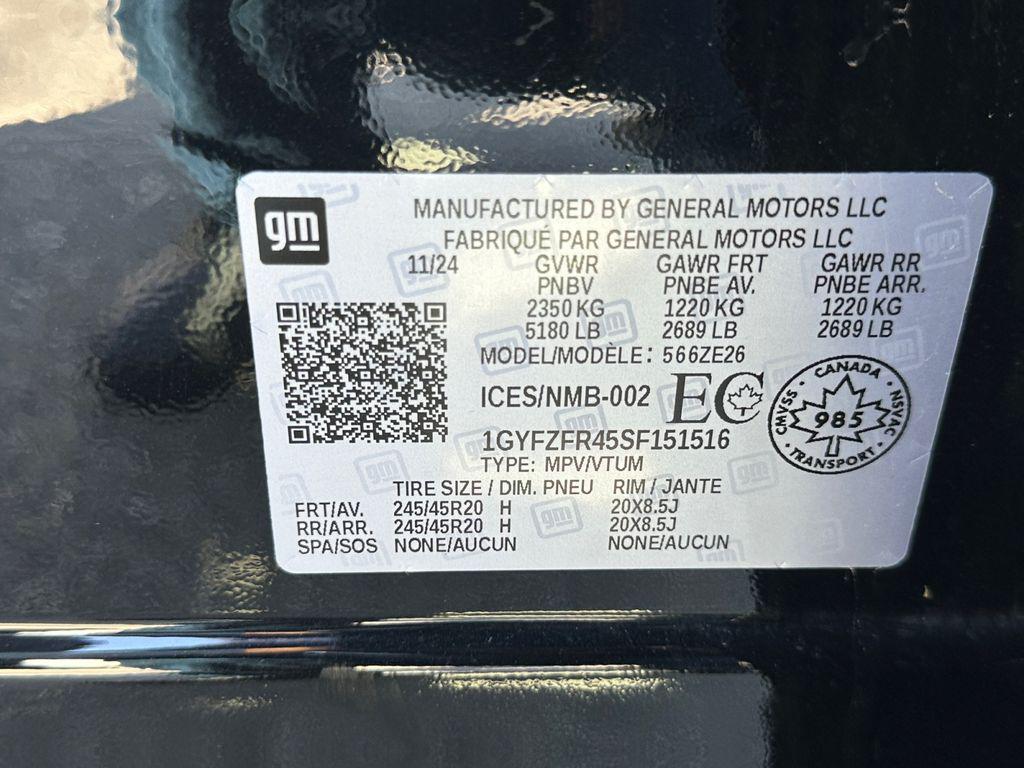 gm
MANUFACTURED BY GENERAL MOTORS LLC
FABRIQUÉ PAR GENERAL MOTORS LLC
11/24 GVWR GAWR FRT GAWR RR
PNBV PNBE AV. PNBE ARR.
2350 KG 1220 KG 1220 KG
5180 LB 2689 LB 2689 LB
MODEL/MODÈLE: 566ZE26
ICES/NMB-002 EC
CANADA
CMVSS 985 NSVAC
TRANSPORT
1GYFZFR45SF151516
TYPE: MPV/VTUM
TIRE SIZE / DIM. PNEU RIM / JANTE
FRT/AV. 245/45R20 H 20X8.5J
RR/ARR. 245/45R20 H 20X8.5J
SPA/SOS NONE/AUCUN NONE/AUCUN